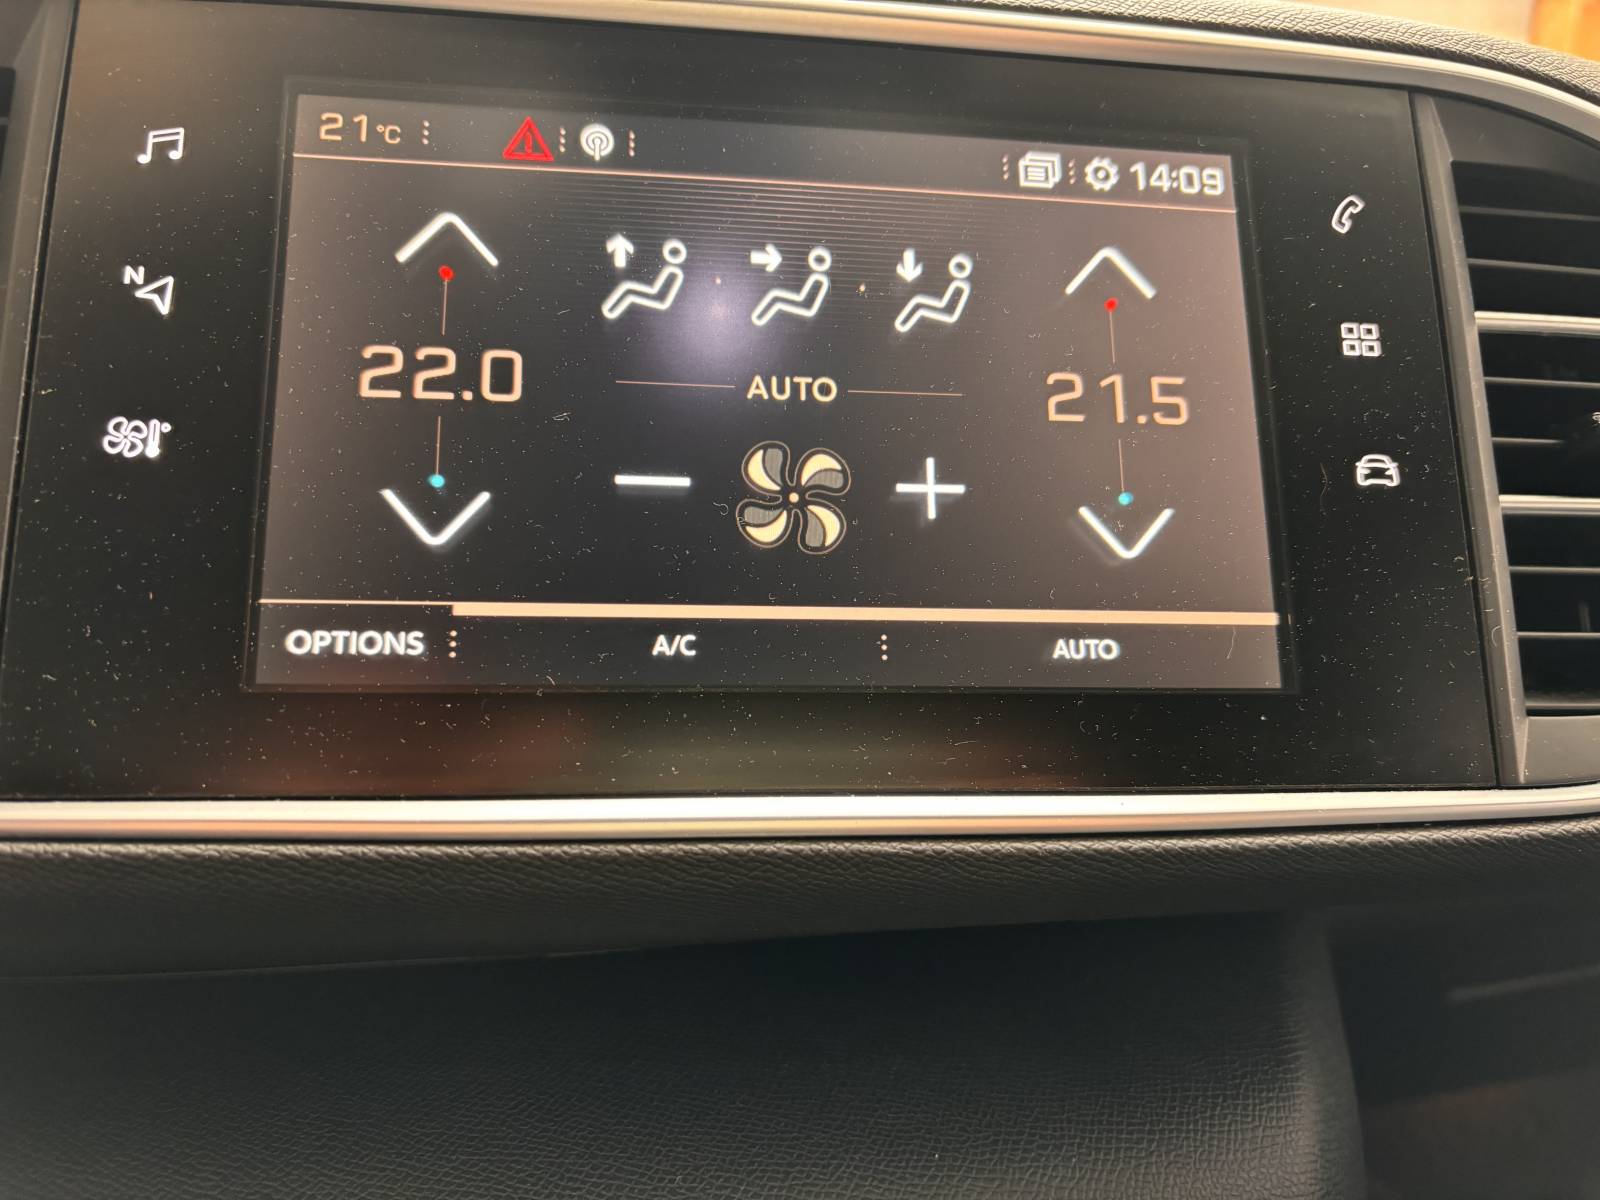 21°C
14:09
N
22.0
AUTO
21.5
OPTIONS
A/C
AUTO